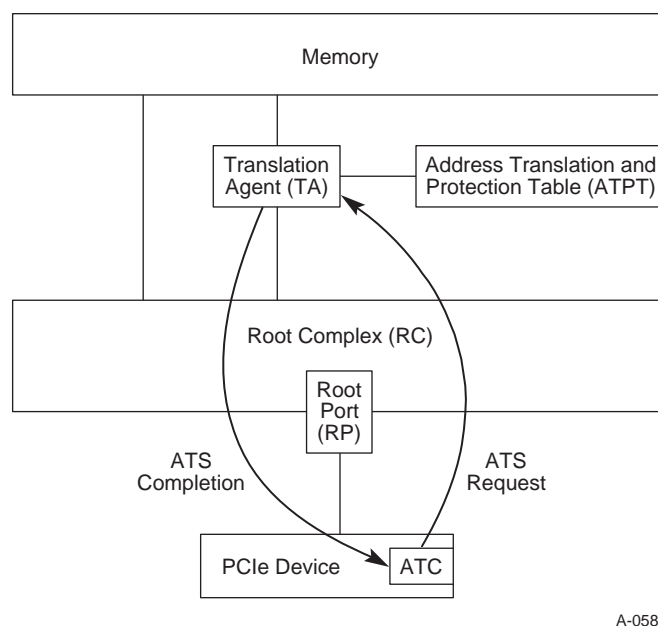 Memory
Translation
Agent (TA)
Address Translation and
Protection Table (ATPT)
Root Complex (RC)
Root
Port
(RP)
ATS
Completion
ATS
Request
PCIe Device
ATC
A-058